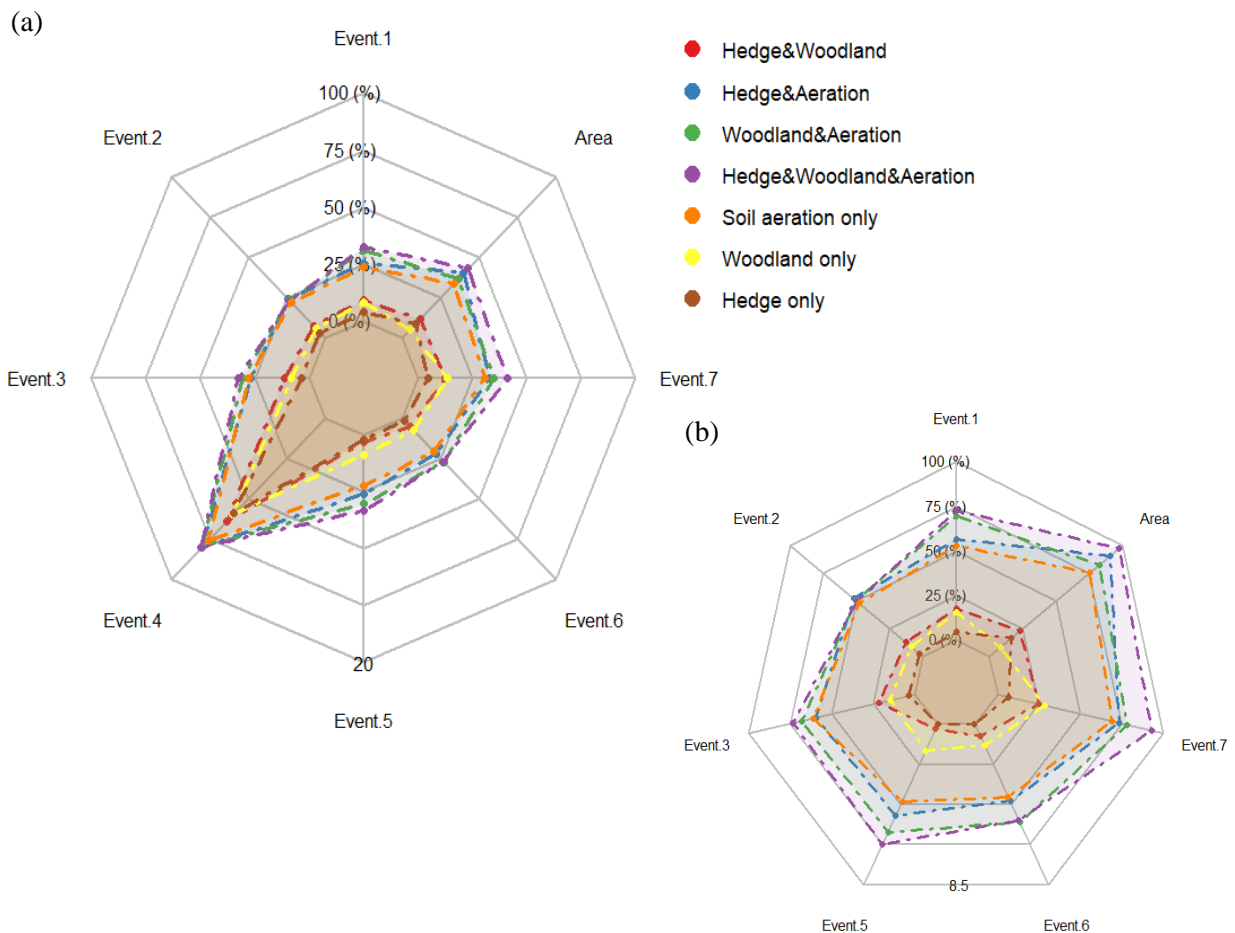 (a)
Event.1
100 (%)
75 (%)
50 (%)
25 (%)
0 (%)
Event.2
Event.3
Event.4
Event.5
20
Event.6
Event.7
Area
Hedge&Woodland
Hedge&Aeration
Woodland&Aeration
Hedge&Woodland&Aeration
Soil aeration only
Woodland only
Hedge only
(b)
Event.1
100 (%)
75 (%)
50 (%)
25 (%)
0 (%)
Event.2
Event.3
Event.5
8.5
Event.6
Event.7
Area